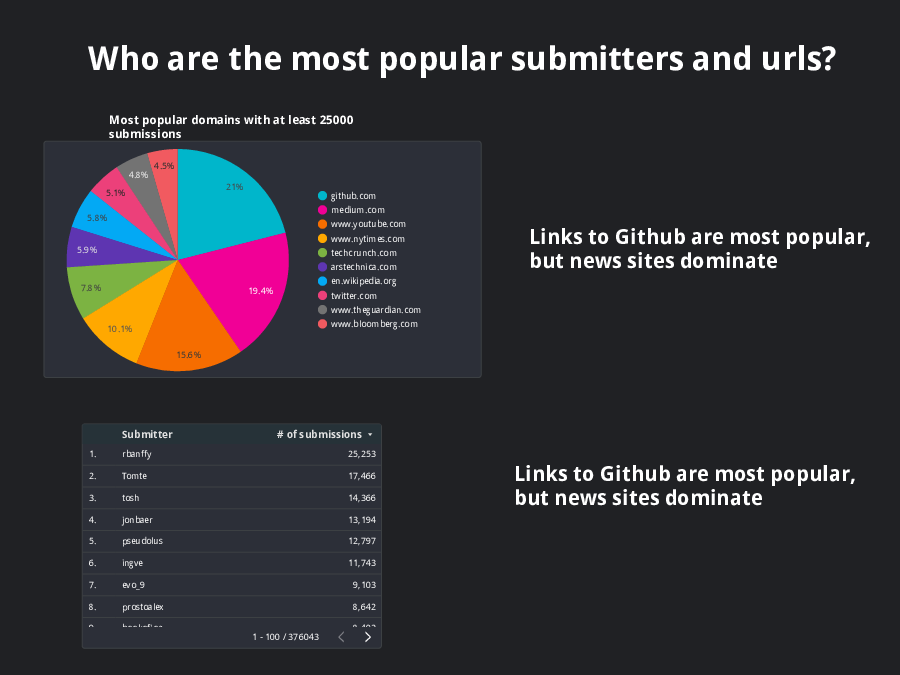 Who are the most popular submitters and urls?
Most popular domains with at least 25000
submissions
4.5%
4.8%
21%
5.1%
5.8%
5.9%
19.4%
7.8%
10.1%
15.6%
github.com
medium.com
www.youtube.com
www.nytimes.com
techcrunch.com
arstechnica.com
en.wikipedia.org
twitter.com
www.theguardian.com
www.bloomberg.com
Links to Github are most popular,
but news sites dominate
Submitter # of submissions
1. rbanffy 25,253
2. Tomte 17,466
3. tosh 14,366
4. jonbaer 13,194
5. pseudolus 12,797
6. ingve 11,743
7. evo_9 9,103
8. prostoalex 8,642
1 - 100 / 376043
Links to Github are most popular,
but news sites dominate